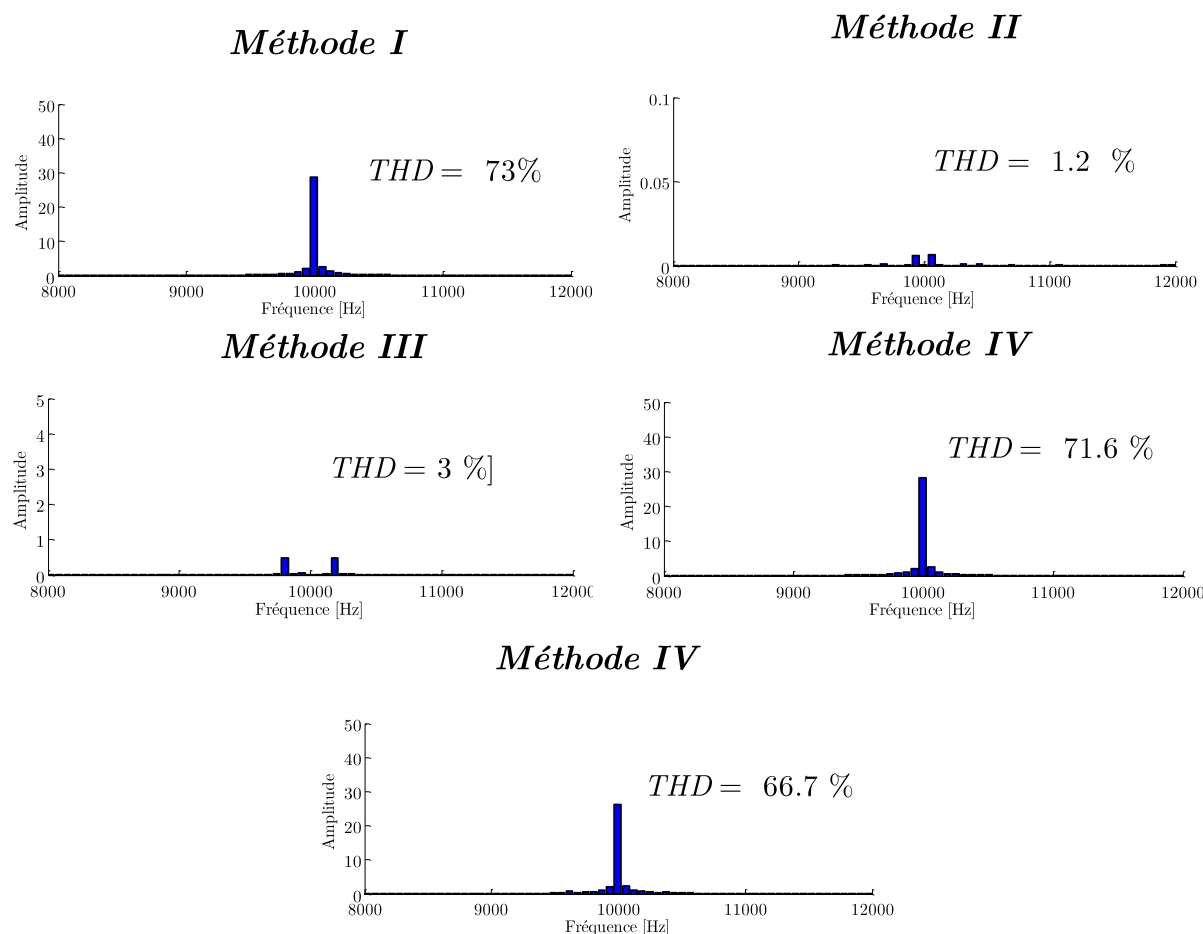 Méthode I
50
40
30
20
10
0
Amplitude
THD = 73%
8000 9000 10000 11000 12000
Fréquence [Hz]
Méthode II
0.1
0.05
0
Amplitude
THD = 1.2 %
8000 9000 10000 11000 12000
Fréquence [Hz]
Méthode III
5
4
3
2
1
0
Amplitude
THD = 3 %]
8000 9000 10000 11000 12000
Fréquence [Hz]
Méthode IV
50
40
30
20
10
0
Amplitude
THD = 71.6 %
8000 9000 10000 11000 12000
Fréquence [Hz]
Méthode IV
50
40
30
20
10
0
Amplitude
THD = 66.7 %
8000 9000 10000 11000 12000
Fréquence [Hz]